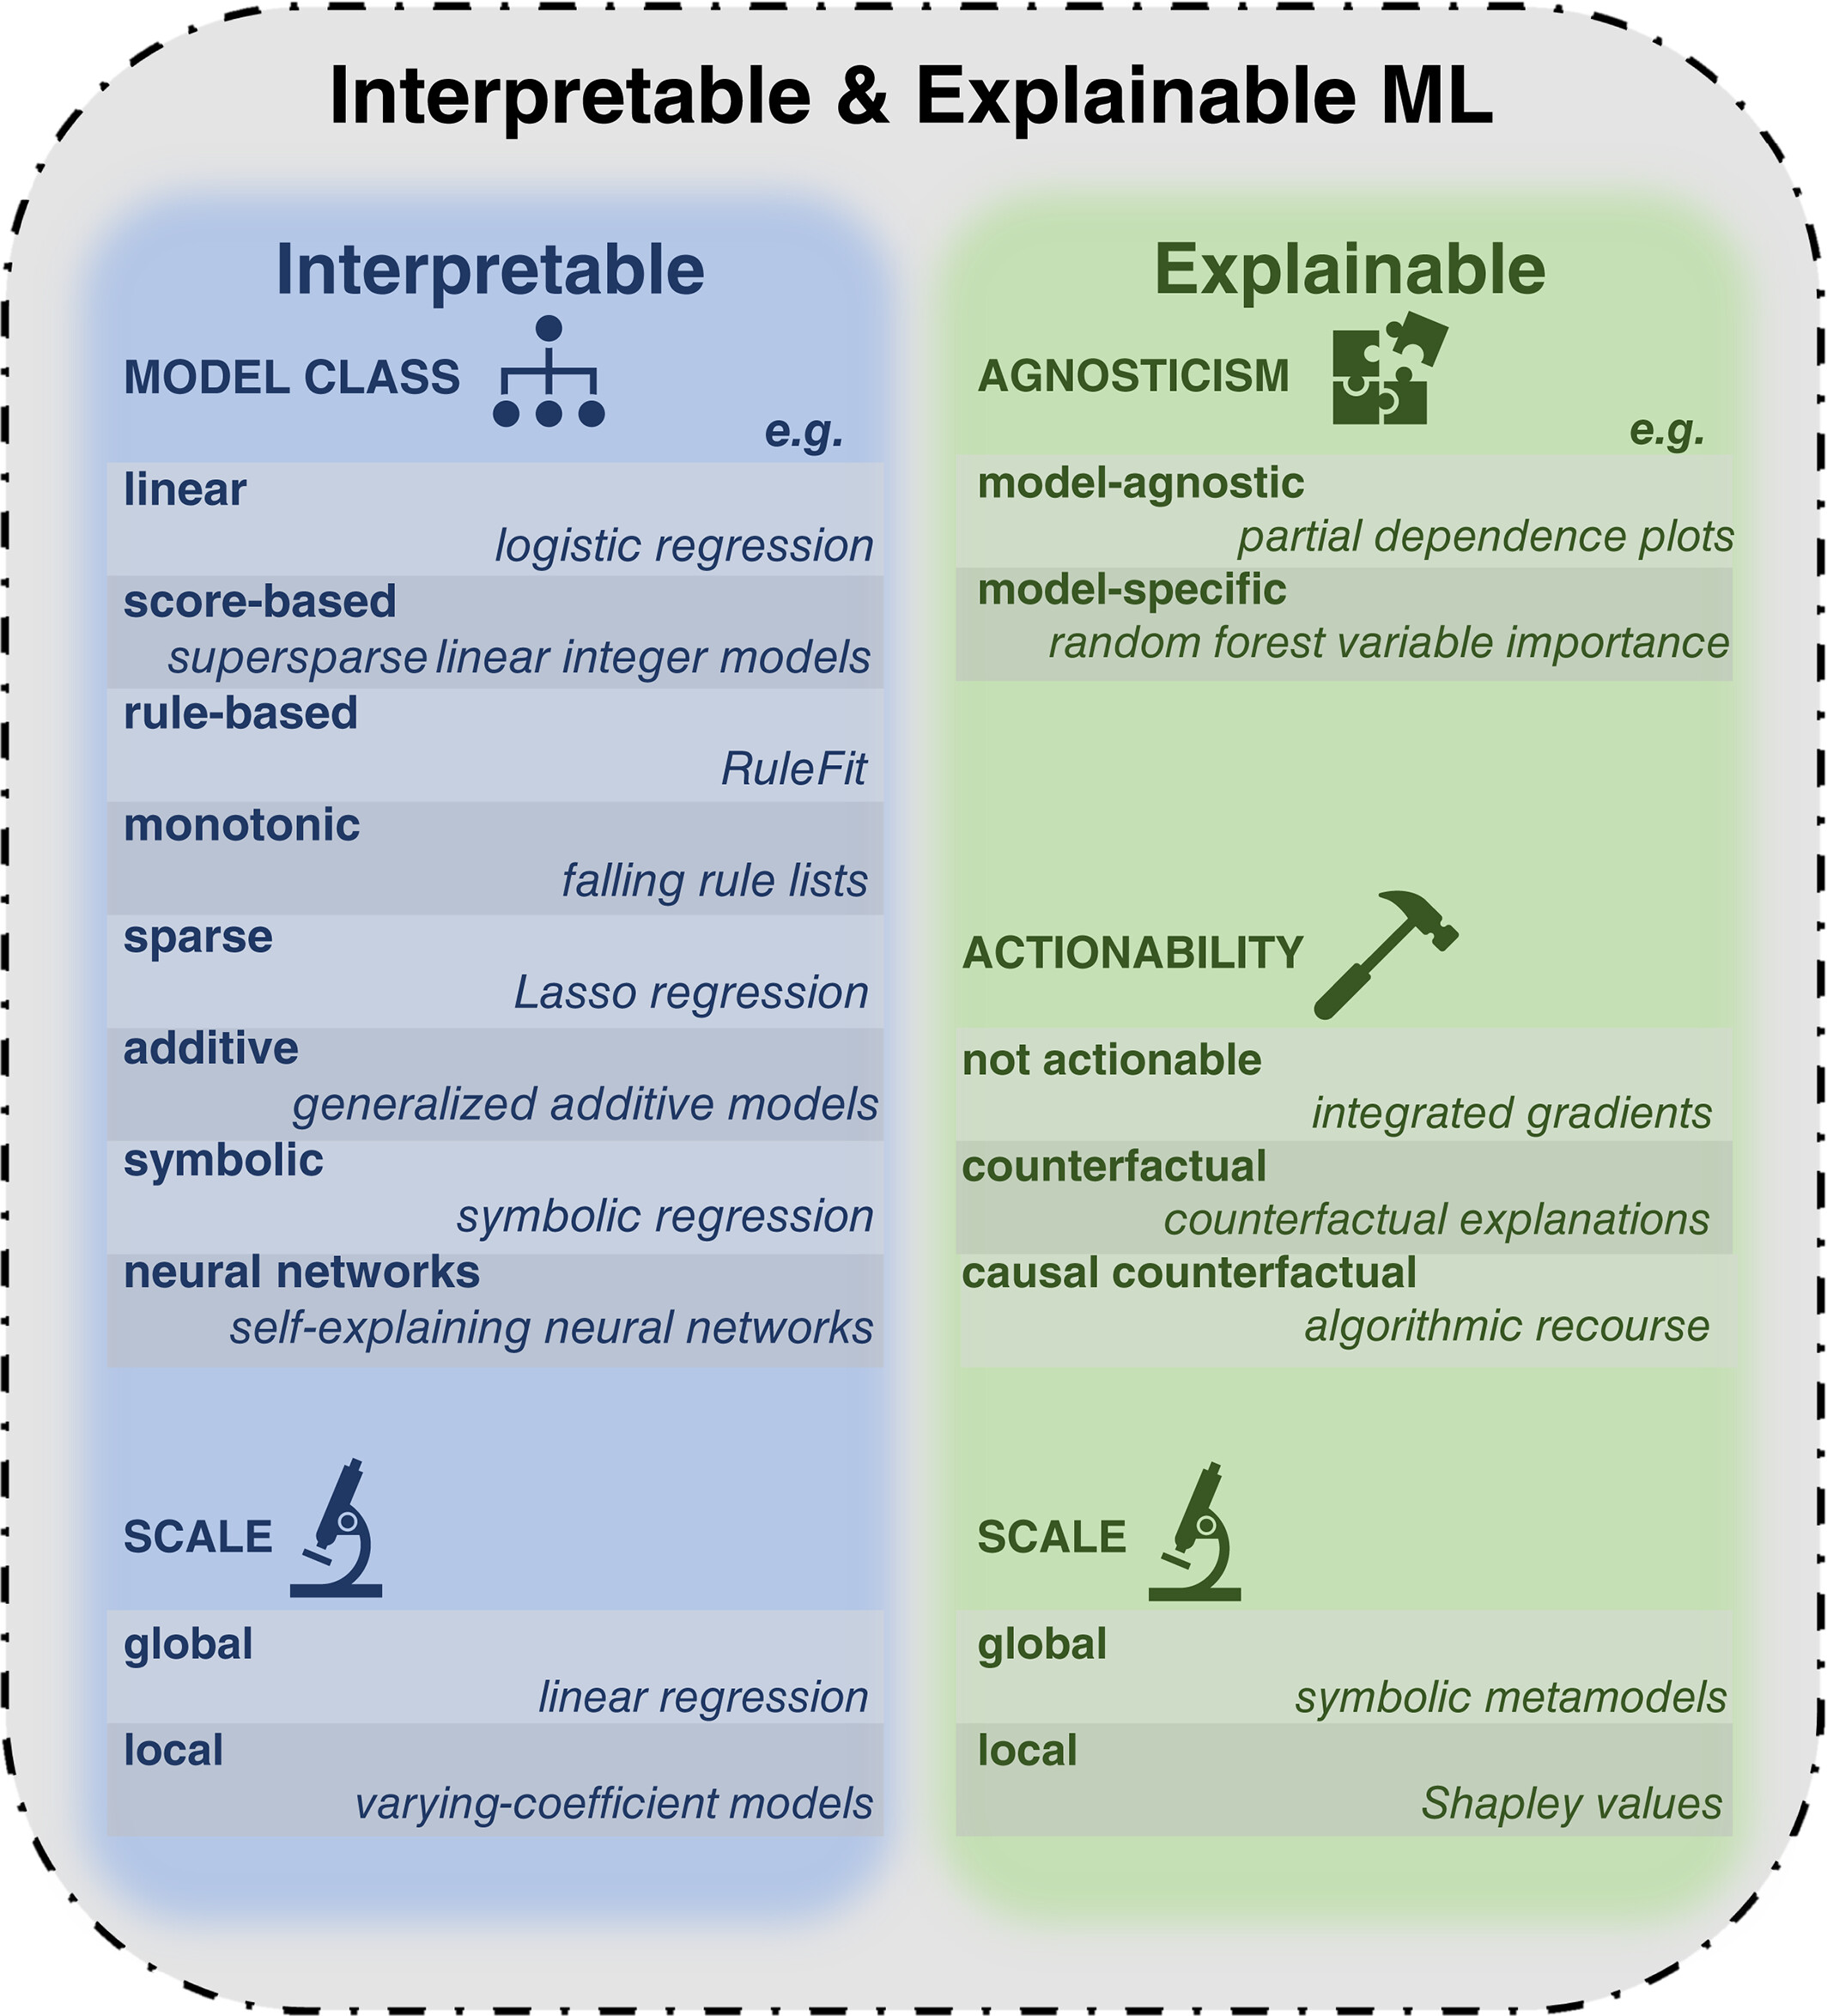 Interpretable & Explainable ML
Interpretable
MODEL CLASS
e.g.
linear
logistic regression
score-based
supersparse linear integer models
rule-based
RuleFit
monotonic
falling rule lists
sparse
Lasso regression
additive
generalized additive models
symbolic
symbolic regression
neural networks
self-explaining neural networks
SCALE
global
linear regression
local
varying-coefficient models
Explainable
AGNOSTICISM
e.g.
model-agnostic
partial dependence plots
model-specific
random forest variable importance
ACTIONABILITY
not actionable
integrated gradients
counterfactual
counterfactual explanations
causal counterfactual
algorithmic recourse
SCALE
global
symbolic metamodels
local
Shapley values